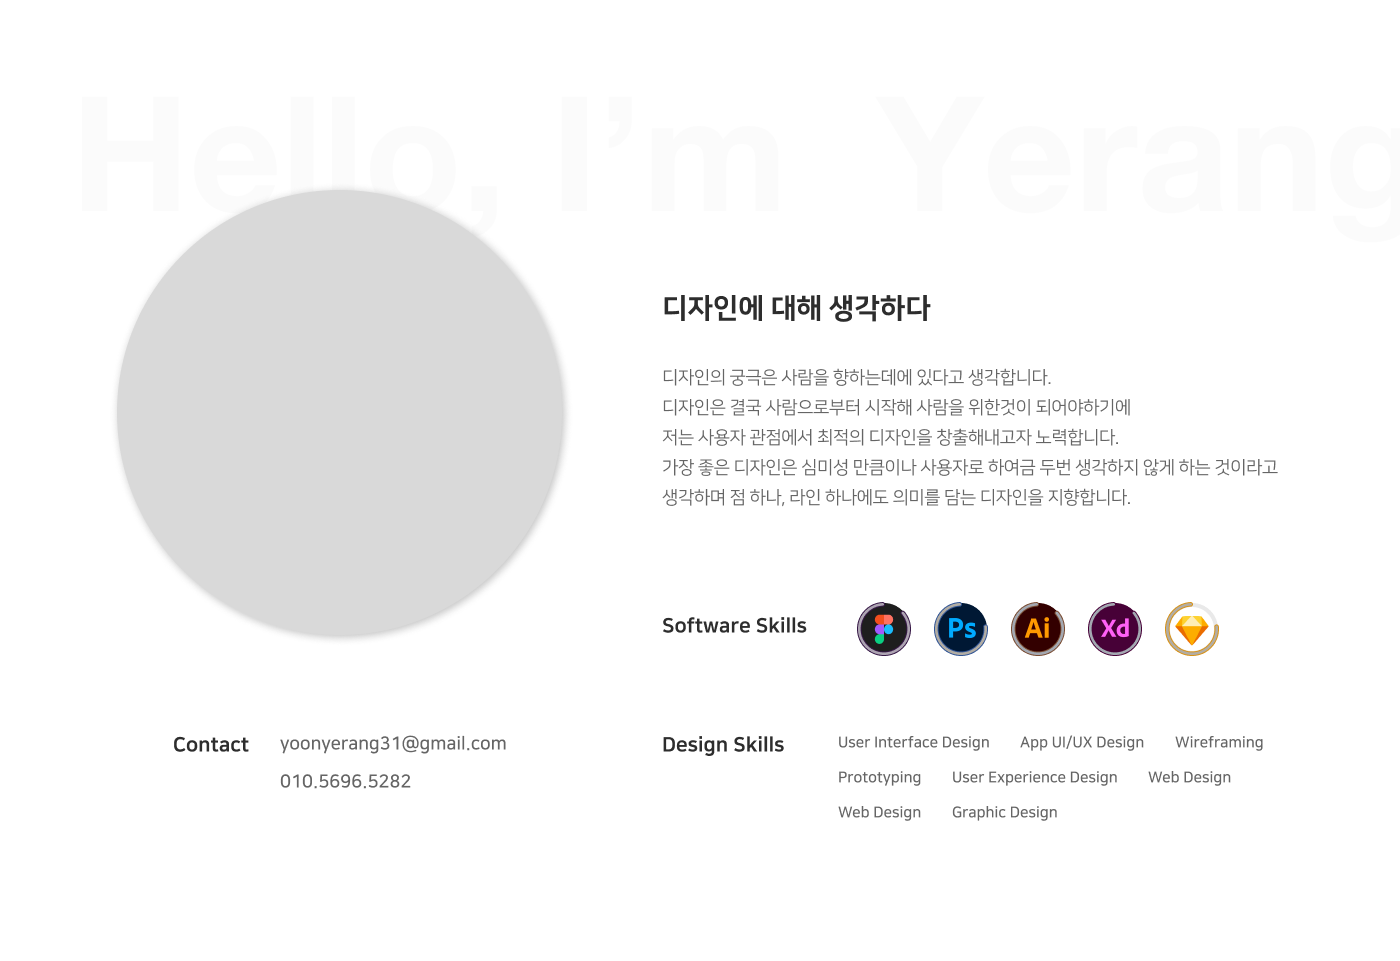 Hello, I’m Yerang
디자인에 대해 생각하다
디자인의 궁극은 사람을 향하는데에 있다고 생각합니다.
디자인은 결국 사람으로부터 시작해 사람을 위한것이 되어야하기에
저는 사용자 관점에서 최적의 디자인을 창출해내고자 노력합니다.
가장 좋은 디자인은 심미성 만큼이나 사용자로 하여금 두번 생각하지 않게 하는 것이라고
생각하며 점 하나, 라인 하나에도 의미를 담는 디자인을 지향합니다.
Software Skills
Ps Ai Xd
Contact
yoonyerang31@gmail.com
010.5696.5282
Design Skills
User Interface Design App UI/UX Design Wireframing
Prototyping User Experience Design Web Design
Web Design Graphic Design